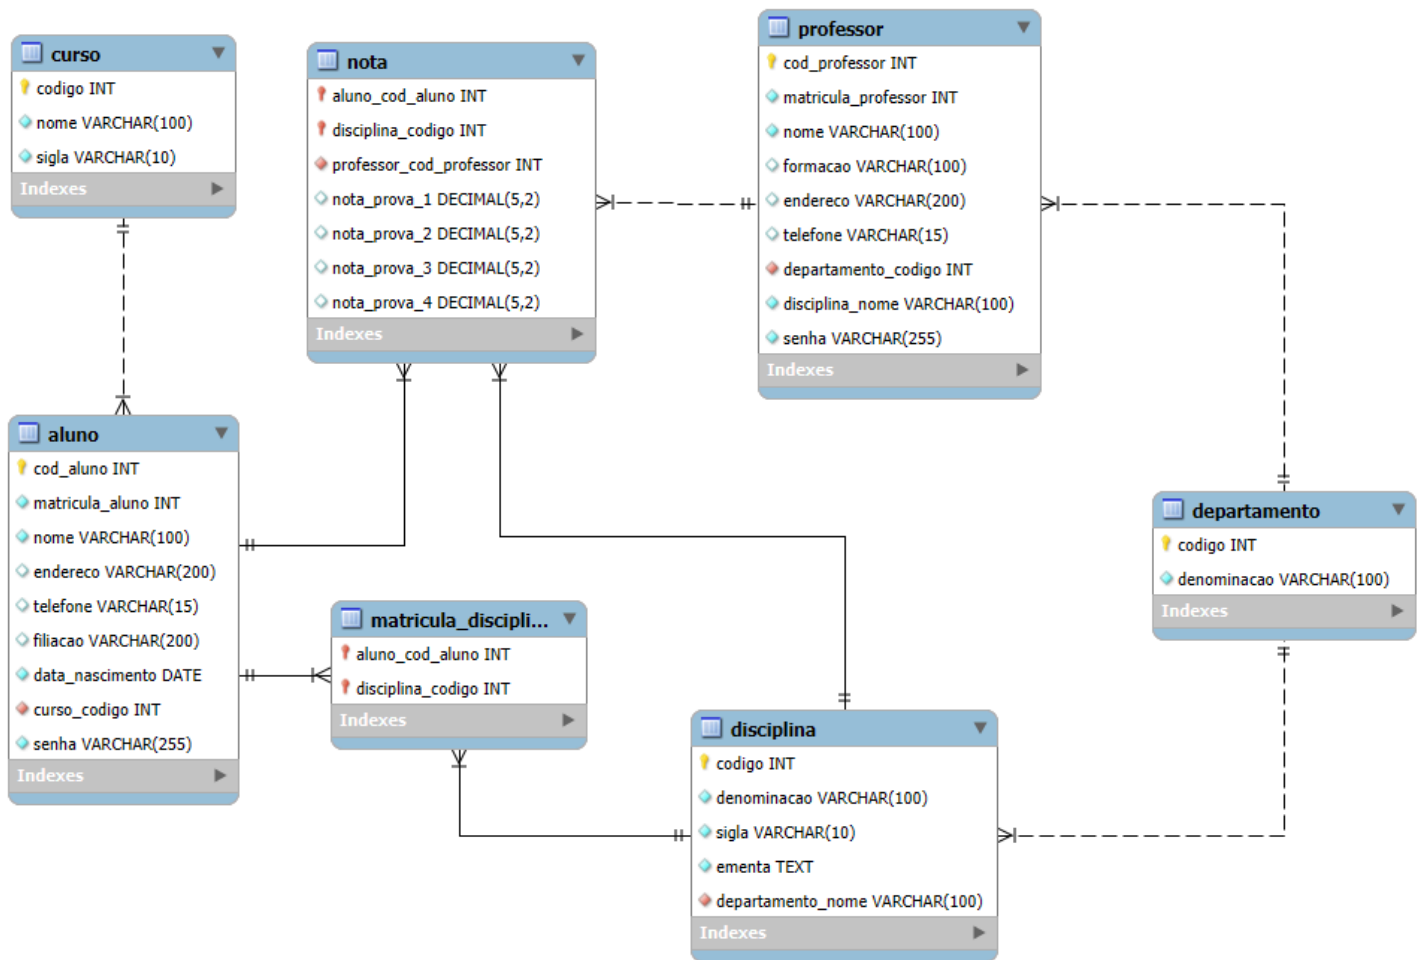 curso
codigo INT
nome VARCHAR(100)
sigla VARCHAR(10)
Indexes
nota
aluno_cod_aluno INT
disciplina_codigo INT
professor_cod_professor INT
nota_prova_1 DECIMAL(5,2)
nota_prova_2 DECIMAL(5,2)
nota_prova_3 DECIMAL(5,2)
nota_prova_4 DECIMAL(5,2)
Indexes
professor
cod_professor INT
matricula_professor INT
nome VARCHAR(100)
formacao VARCHAR(100)
endereco VARCHAR(200)
telefone VARCHAR(15)
departamento_codigo INT
disciplina_nome VARCHAR(100)
senha VARCHAR(255)
Indexes
aluno
cod_aluno INT
matricula_aluno INT
nome VARCHAR(100)
endereco VARCHAR(200)
telefone VARCHAR(15)
filiacao VARCHAR(200)
data_nascimento DATE
curso_codigo INT
senha VARCHAR(255)
Indexes
matricula_discipli...
aluno_cod_aluno INT
disciplina_codigo INT
Indexes
departamento
codigo INT
denominacao VARCHAR(100)
Indexes
disciplina
codigo INT
denominacao VARCHAR(100)
sigla VARCHAR(10)
ementa TEXT
departamento_nome VARCHAR(100)
Indexes